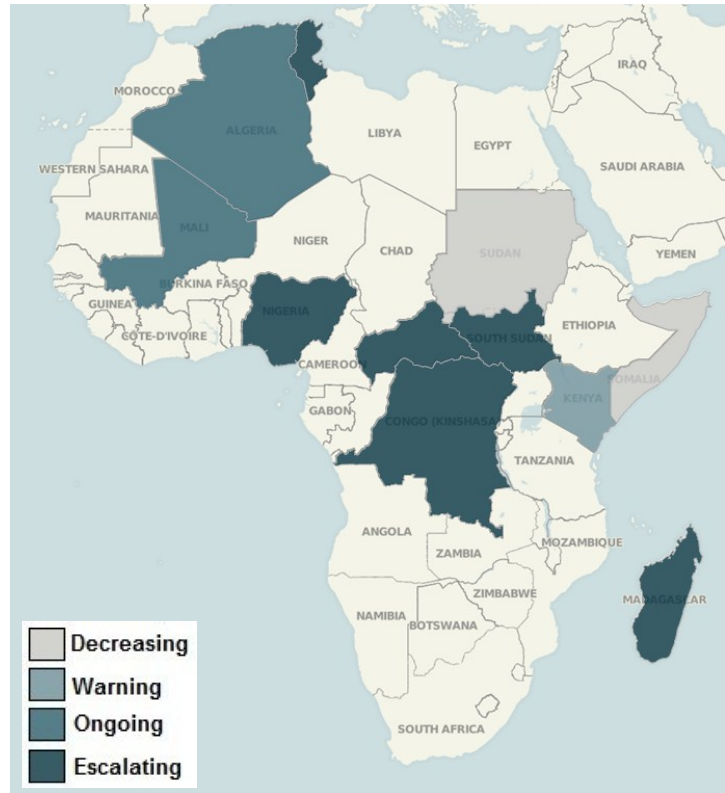 IRAQ
MOROCCO
ALGERIA
LIBYA
EGYPT
WESTERN SAHARA
SAUDI ARABIA
MAURITANIA
MALI
NIGER
CHAD
SUDAN
YEMEN
BURKINA FASO
GUINEA
NIGERIA
CÔTE-D'IVOIRE
ETHIOPIA
SOUTH SUDAN
CAMEROON
SOMALIA
GABON
KENYA
CONGO (KINSHASA)
TANZANIA
ANGOLA
MOZAMBIQUE
ZAMBIA
ZIMBABWE
MADAGASCAR
NAMIBIA
BOTSWANA
SOUTH AFRICA
Decreasing
Warning
Ongoing
Escalating